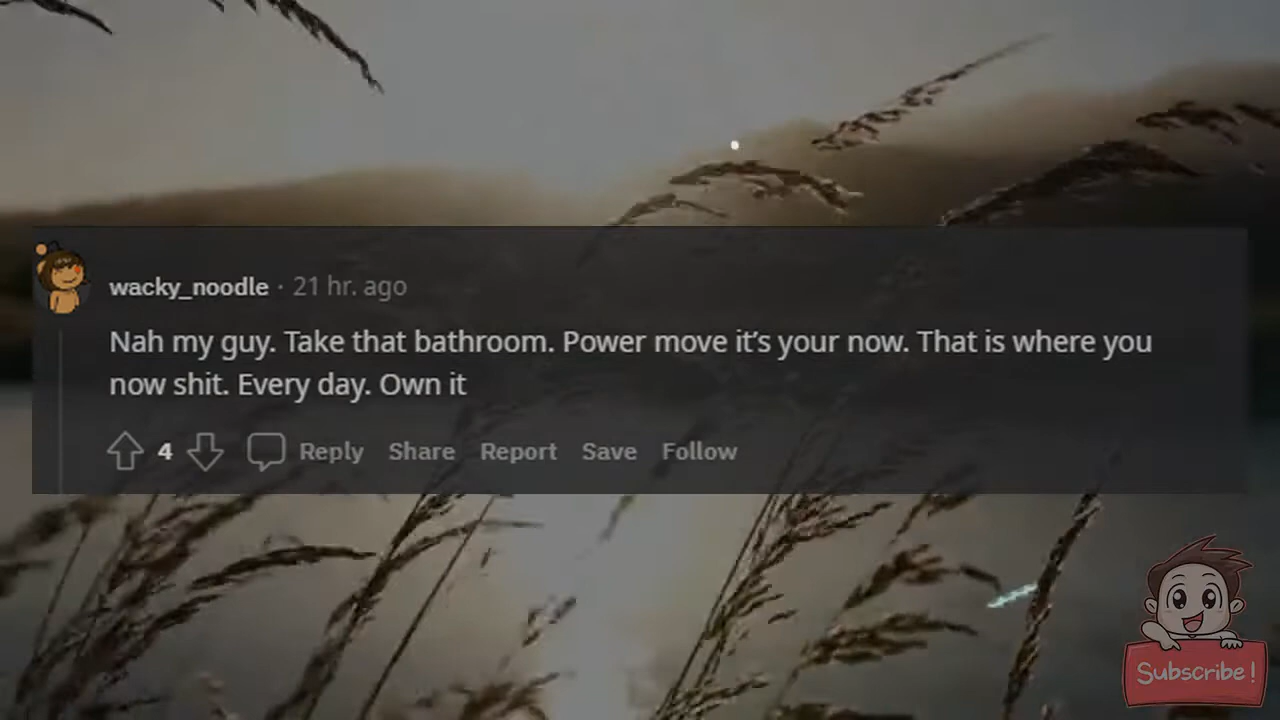 wacky_noodle · 21 hr. ago
Nah my guy. Take that bathroom. Power move it’s your now. That is where you
now shit. Every day. Own it
4 Reply Share Report Save Follow
Subscribe!